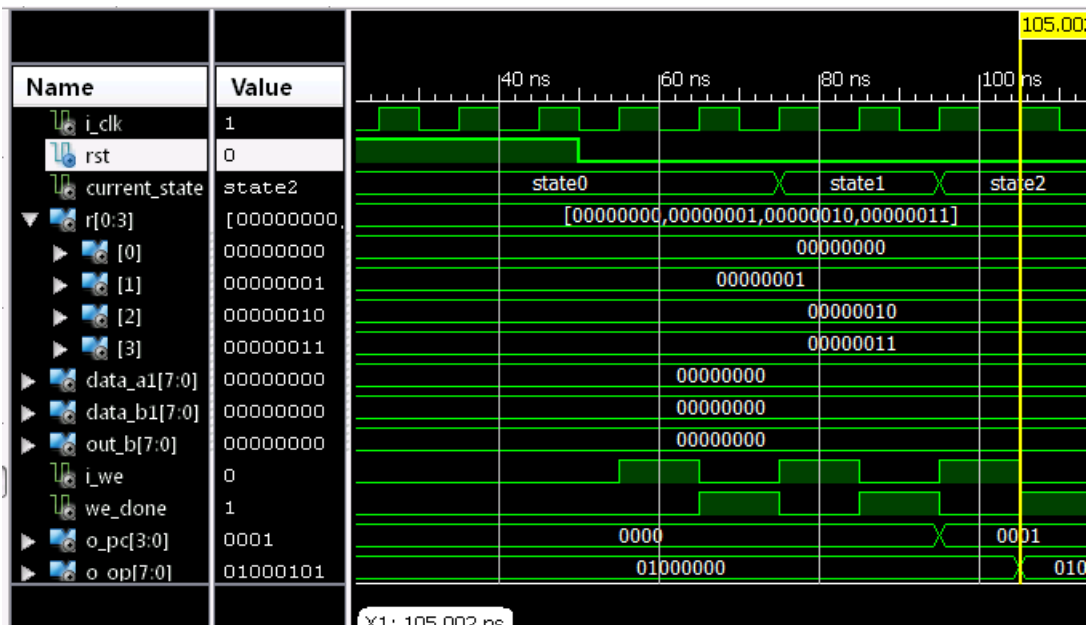 105.002
Name Value 40 ns 60 ns 80 ns 100 ns
i_clk 1
rst 0
current_state state2 state0 state1 state2
r[0:3] [00000000, [00000000,00000001,00000010,00000011]
[0] 00000000 00000000
[1] 00000001 00000001
[2] 00000010 00000010
[3] 00000011 00000011
data_a1[7:0] 00000000 00000000
data_b1[7:0] 00000000 00000000
out_b[7:0] 00000000 00000000
i_we 0
we_done 1
o_pc[3:0] 0001 0000 0001
o_op[7:0] 01000101 01000000 010
X1: 105.002 ns